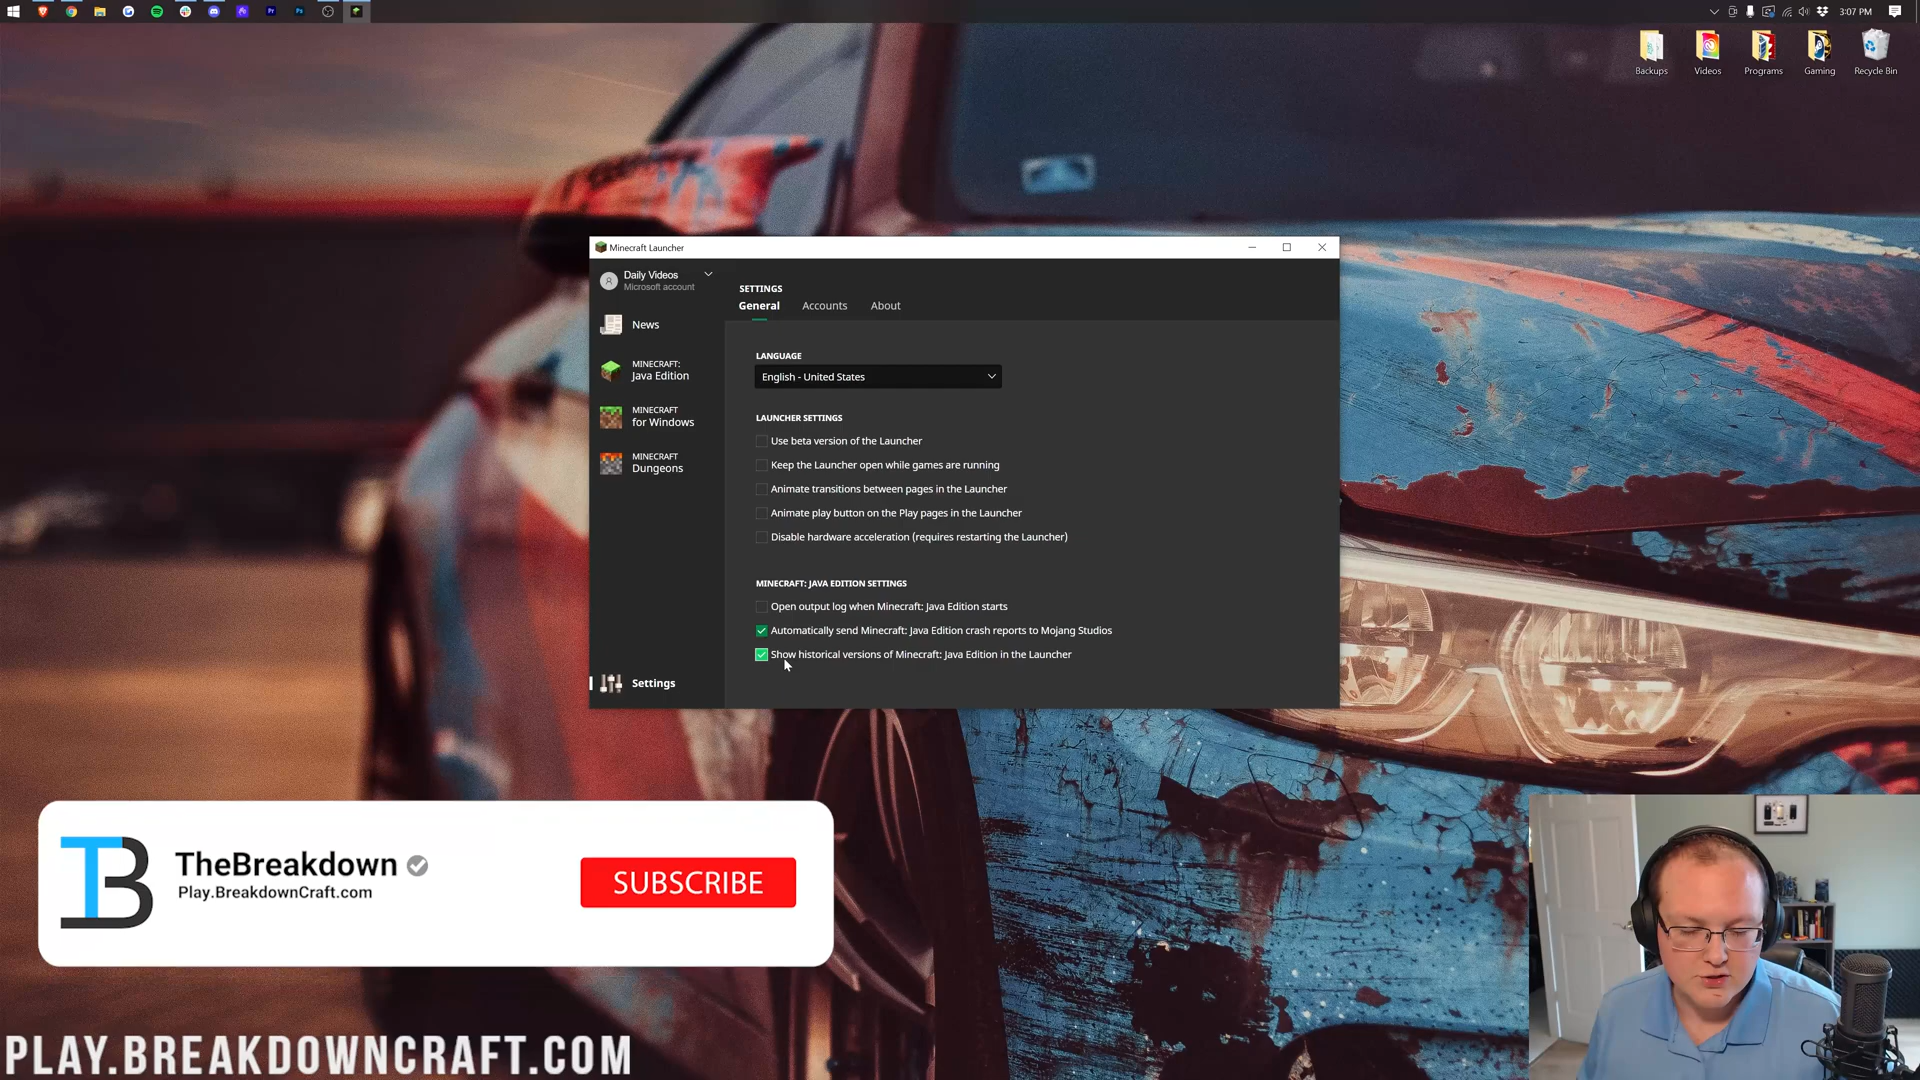 3:07 PM
Backups
Videos
Programs
Gaming
Recycle Bin
Minecraft Launcher
Daily Videos
Microsoft account
News
MINECRAFT:
Java Edition
MINECRAFT
for Windows
MINECRAFT
Dungeons
Settings
SETTINGS
General
Accounts
About
LANGUAGE
English - United States
LAUNCHER SETTINGS
Use beta version of the Launcher
Keep the Launcher open while games are running
Animate transitions between pages in the Launcher
Animate play button on the Play pages in the Launcher
Disable hardware acceleration (requires restarting the Launcher)
MINECRAFT: JAVA EDITION SETTINGS
Open output log when Minecraft: Java Edition starts
Automatically send Minecraft: Java Edition crash reports to Mojang Studios
Show historical versions of Minecraft: Java Edition in the Launcher
TB
TheBreakdown
Play.BreakdownCraft.com
SUBSCRIBE
PLAY.BREAKDOWNCRAFT.COM